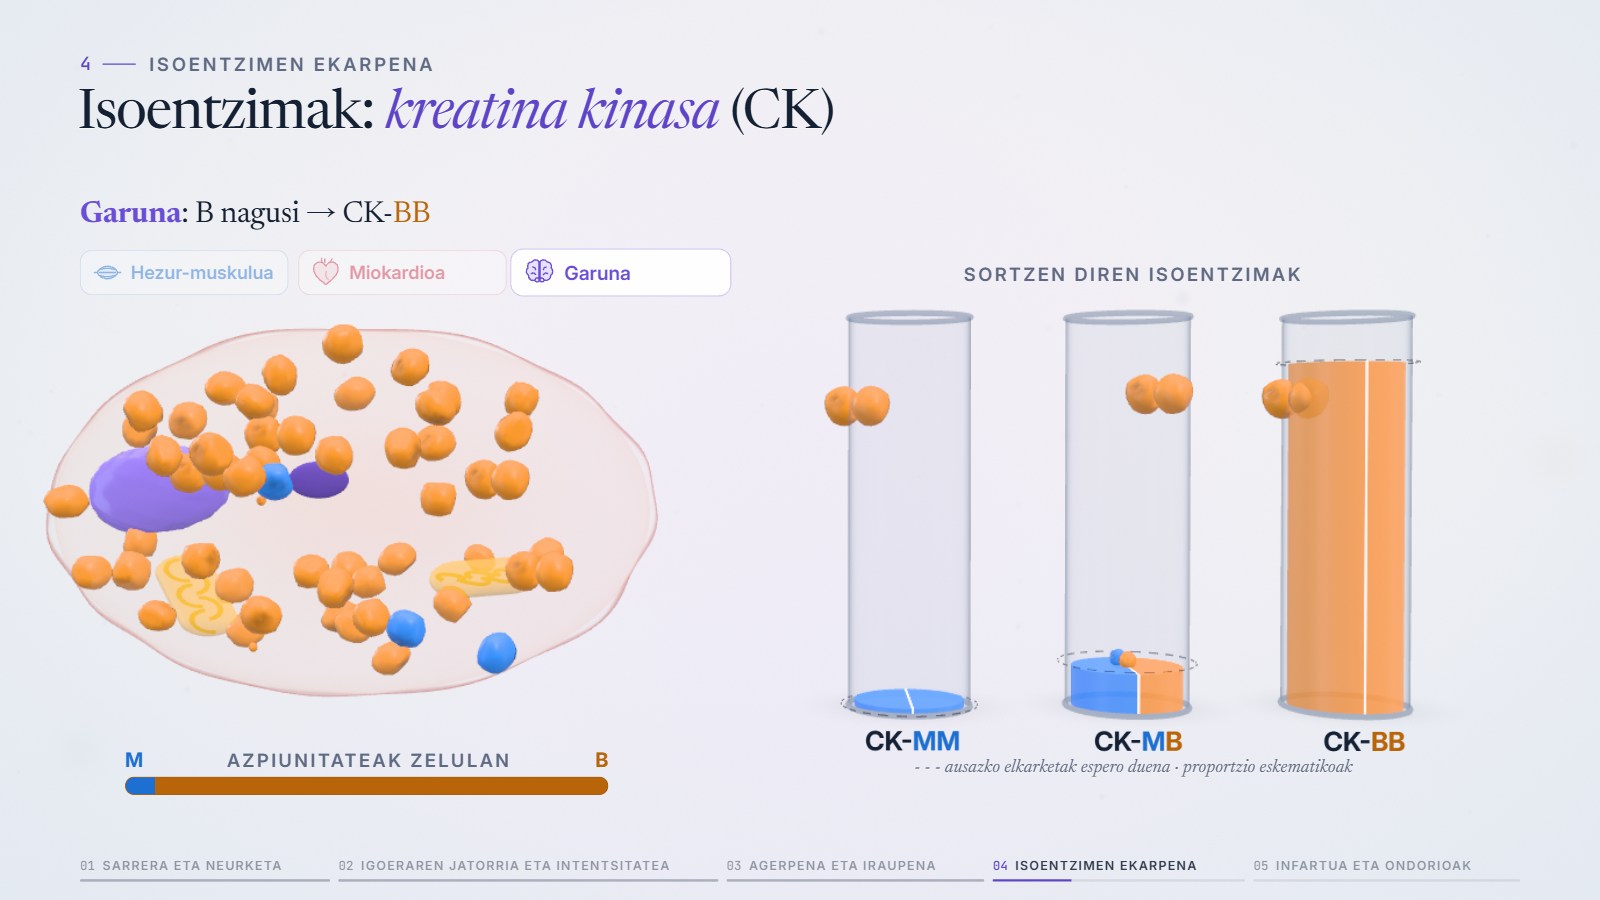 4 — ISOENTZIMEN EKARPENA
Isoentzimak: kreatina kinasa (CK)
Garuna: B nagusi → CK-BB
Hezur-muskulua
Miokardioa
Garuna
SORTZEN DIREN ISOENTZIMAK
CK-MM
CK-MB
CK-BB
- - - ausazko elkarketak espero duena · proportzio eskematikoak
M AZPIUNITATEAK ZELULAN B
01 SARRERA ETA NEURKETA
02 IGOERAREN JATORRIA ETA INTENTSITATEA
03 AGERPENA ETA IRAUPENA
04 ISOENTZIMEN EKARPENA
05 INFARTUA ETA ONDORIOAK